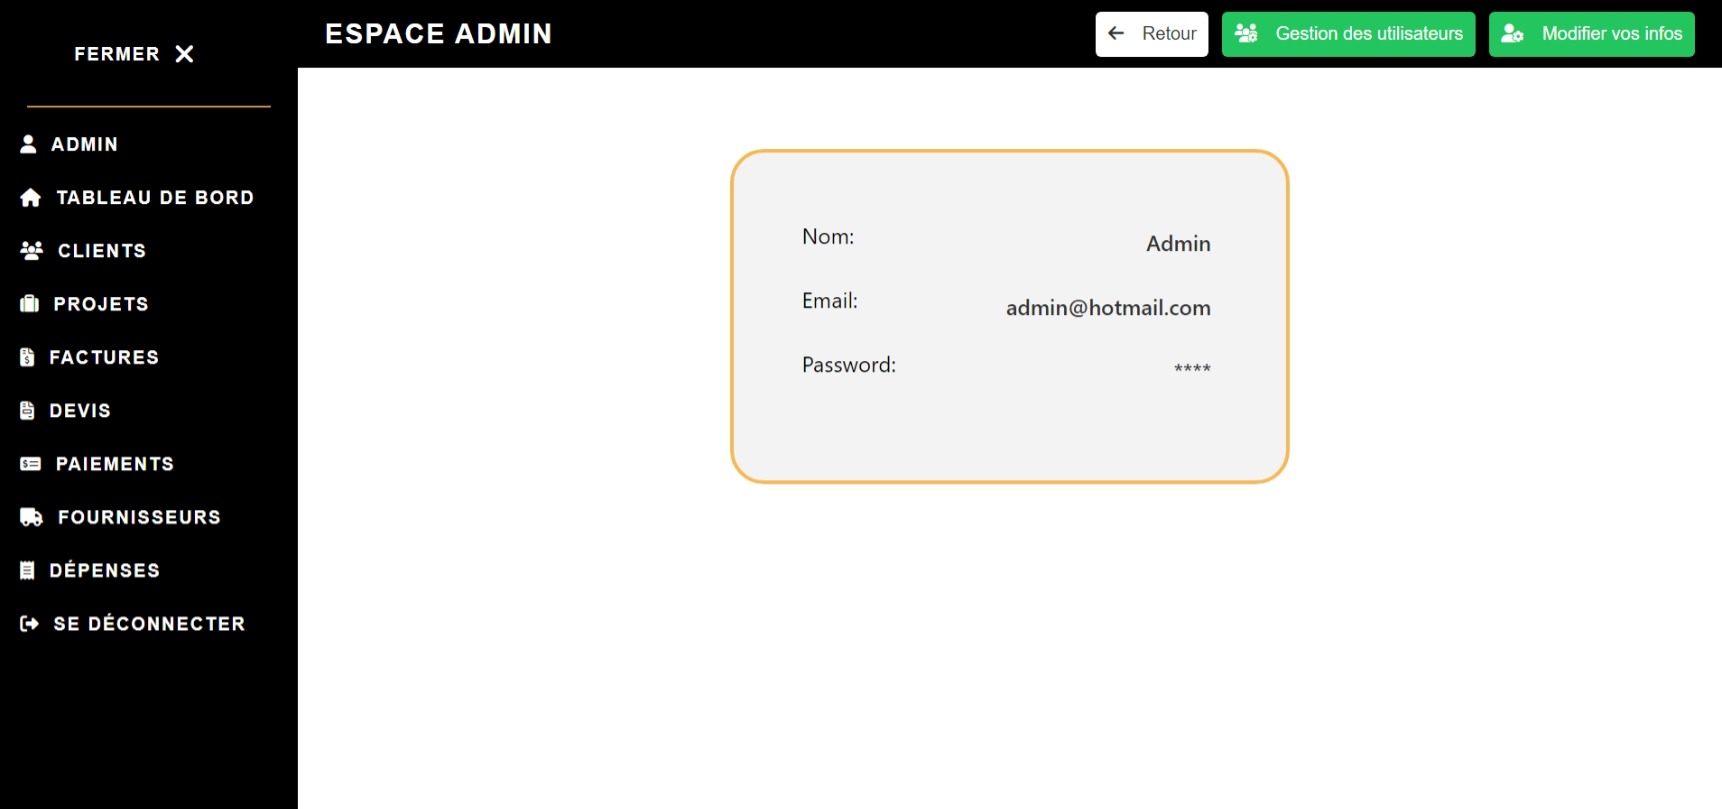 FERMER
ADMIN
TABLEAU DE BORD
CLIENTS
PROJETS
FACTURES
DEVIS
PAIEMENTS
FOURNISSEURS
DÉPENSES
SE DÉCONNECTER
ESPACE ADMIN
Retour
Gestion des utilisateurs
Modifier vos infos
Nom: Admin
Email: admin@hotmail.com
Password: ****